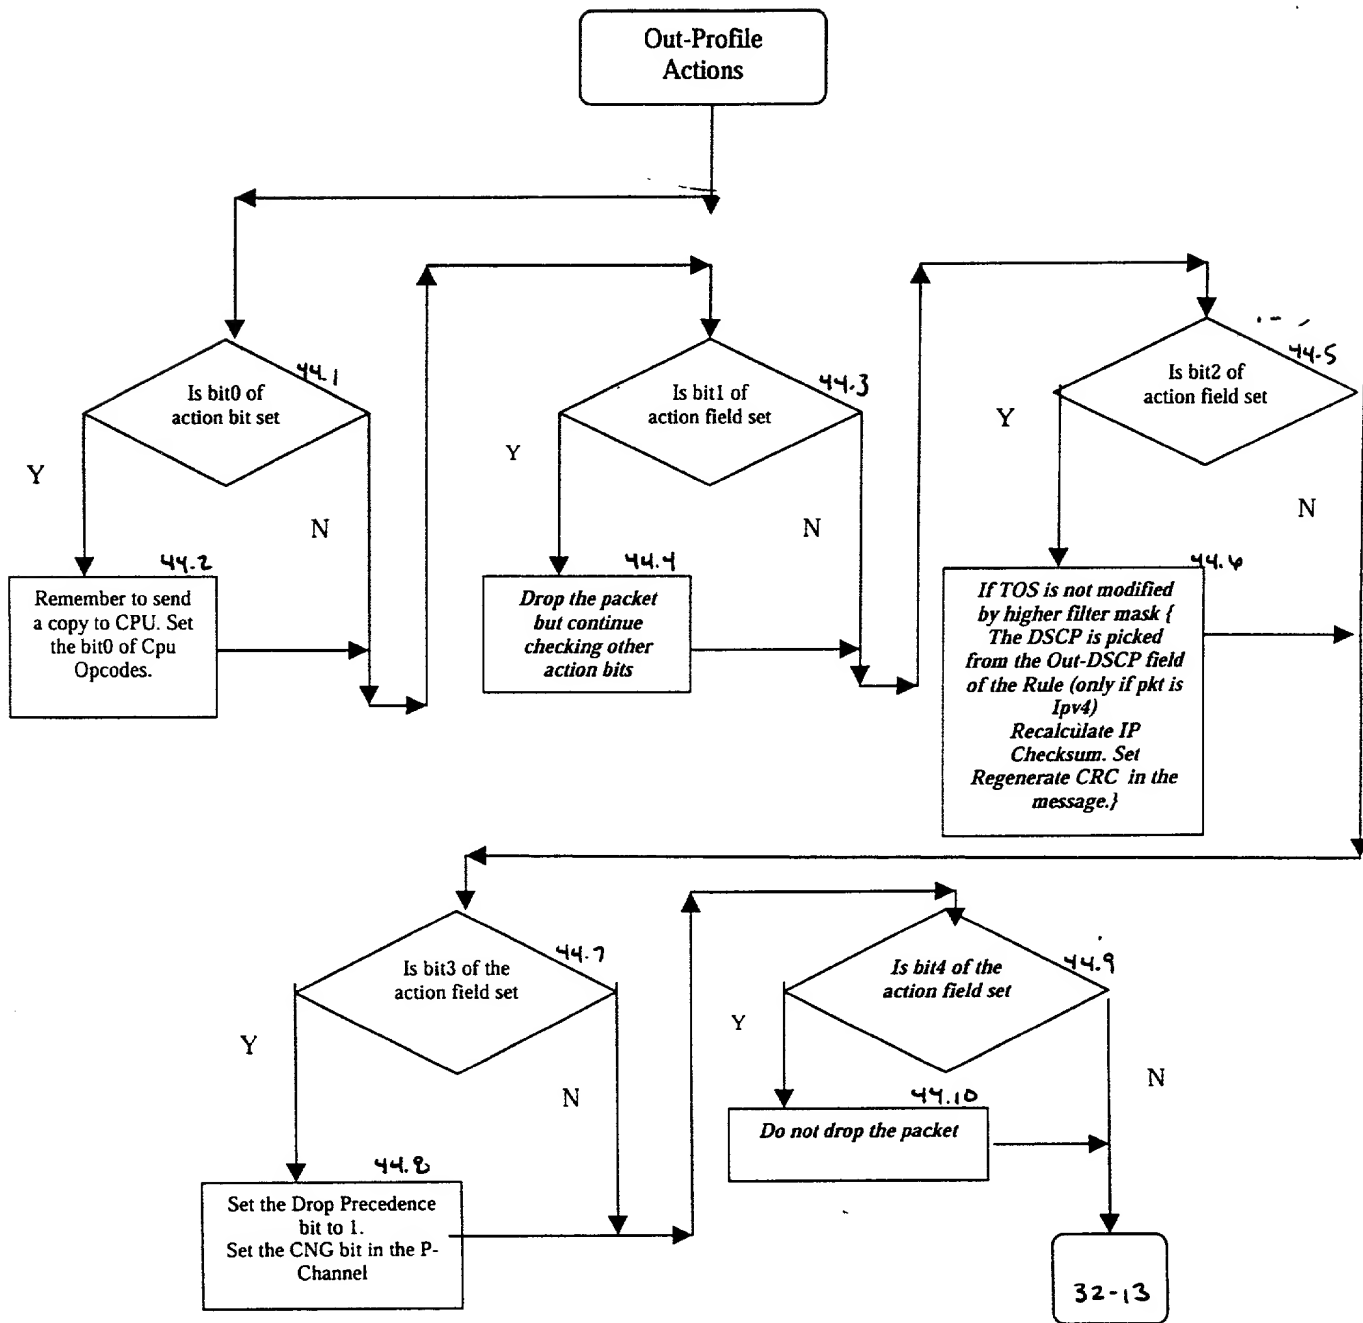 Out-Profile
Actions
44.1
Is bit0 of
action bit set
Y
N
44.2
Remember to send
a copy to CPU. Set
the bit0 of Cpu
Opcodes.
44.3
Is bit1 of
action field set
Y
N
44.4
Drop the packet
but continue
checking other
action bits
44.5
Is bit2 of
action field set
Y
N
44.6
If TOS is not modified
by higher filter mask {
The DSCP is picked
from the Out-DSCP field
of the Rule (only if pkt is
Ipv4)
Recalculate IP
Checksum. Set
Regenerate CRC in the
message.}
44.7
Is bit3 of the
action field set
Y
N
44.8
Set the Drop Precedence
bit to 1.
Set the CNG bit in the P-
Channel
44.9
Is bit4 of the
action field set
Y
N
44.10
Do not drop the packet
32-13